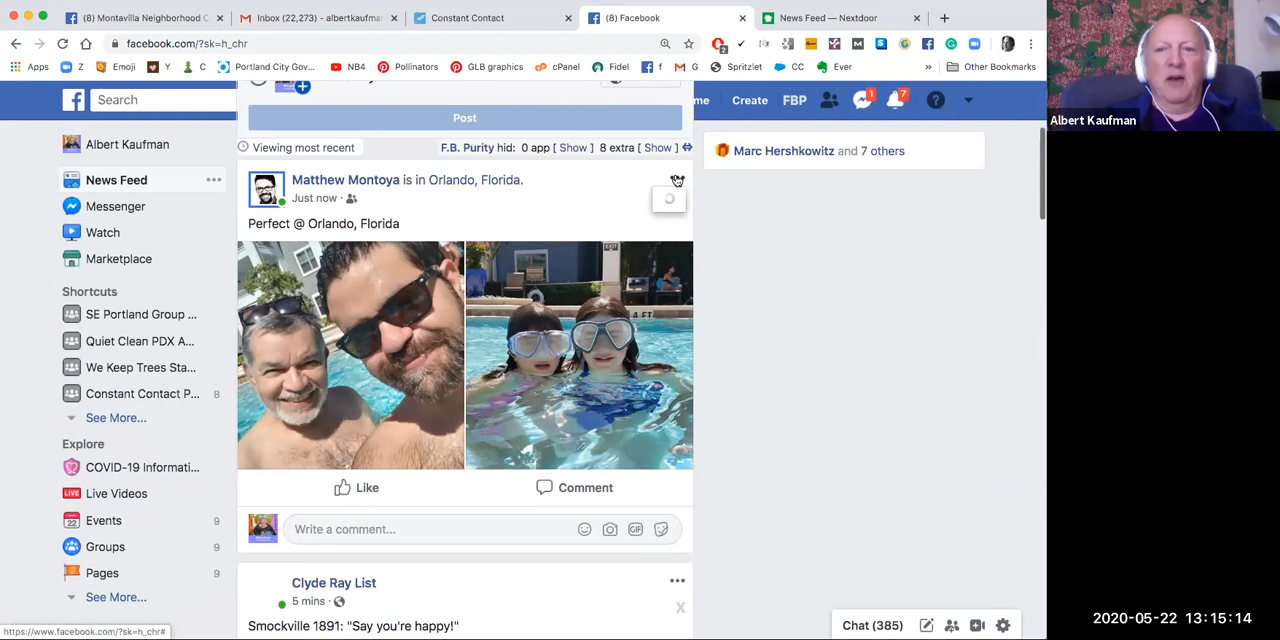 (8) Montavilla Neighborhood C
Inbox (22,273) - albertkaufma
Constant Contact
(8) Facebook
News Feed — Nextdoor
facebook.com/?sk=h_chr
Apps
Z
Emoji
Y
C
Portland City Gov...
NB4
Pollinators
GLB graphics
cPanel
Fidel
f
G
Spritzlet
CC
Ever
»
Other Bookmarks
Search
me
Create
FBP
1
7
Albert Kaufman
News Feed
Messenger
Watch
Marketplace
Shortcuts
SE Portland Group ...
Quiet Clean PDX A...
We Keep Trees Sta...
Constant Contact P... 8
See More...
Explore
COVID-19 Informati...
Live Videos
Events 9
Groups 9
Pages 9
See More...
Post
Viewing most recent
F.B. Purity hid: 0 app [ Show ] 8 extra [ Show ]
Matthew Montoya is in Orlando, Florida.
Just now
Perfect @ Orlando, Florida
EXIT
4 FT
Like
Comment
Write a comment...
GIF
Clyde Ray List
5 mins
X
Smockville 1891: "Say you're happy!"
Marc Hershkowitz and 7 others
Chat (385)
https://www.facebook.com/?sk=h_chr#
Albert Kaufman
2020-05-22 13:15:14